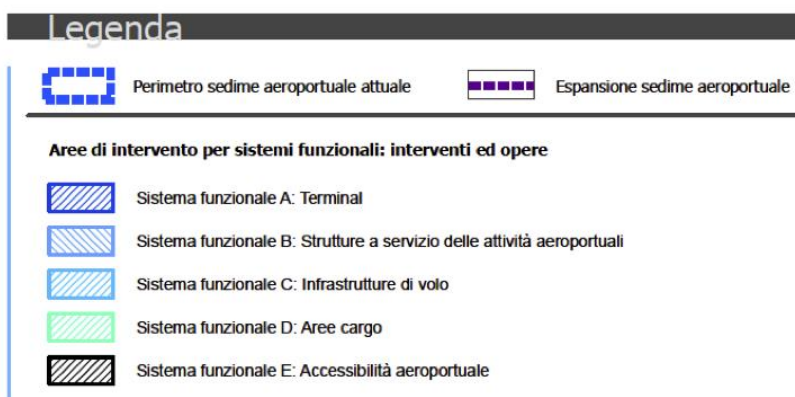 Legenda
Perimetro sedime aeroportuale attuale
Espansione sedime aeroportuale
Aree di intervento per sistemi funzionali: interventi ed opere
Sistema funzionale A: Terminal
Sistema funzionale B: Strutture a servizio delle attività aeroportuali
Sistema funzionale C: Infrastrutture di volo
Sistema funzionale D: Aree cargo
Sistema funzionale E: Accessibilità aeroportuale